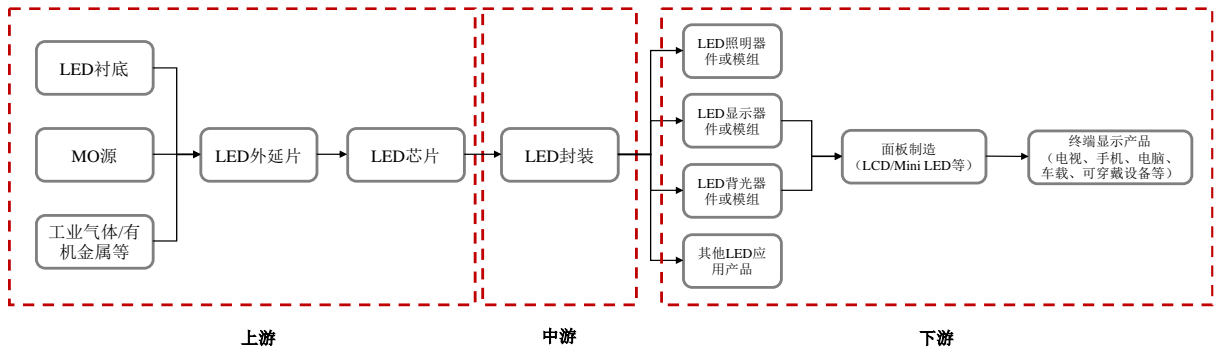 LED衬底
MO源
工业气体/有
机金属等
LED外延片
LED芯片
LED封装
LED照明器
件或模组
LED显示器
件或模组
LED背光器
件或模组
其他LED应
用产品
面板制造
（LCD/Mini LED等）
终端显示产品
（电视、手机、电脑、
车载、可穿戴设备等）
上游
中游
下游